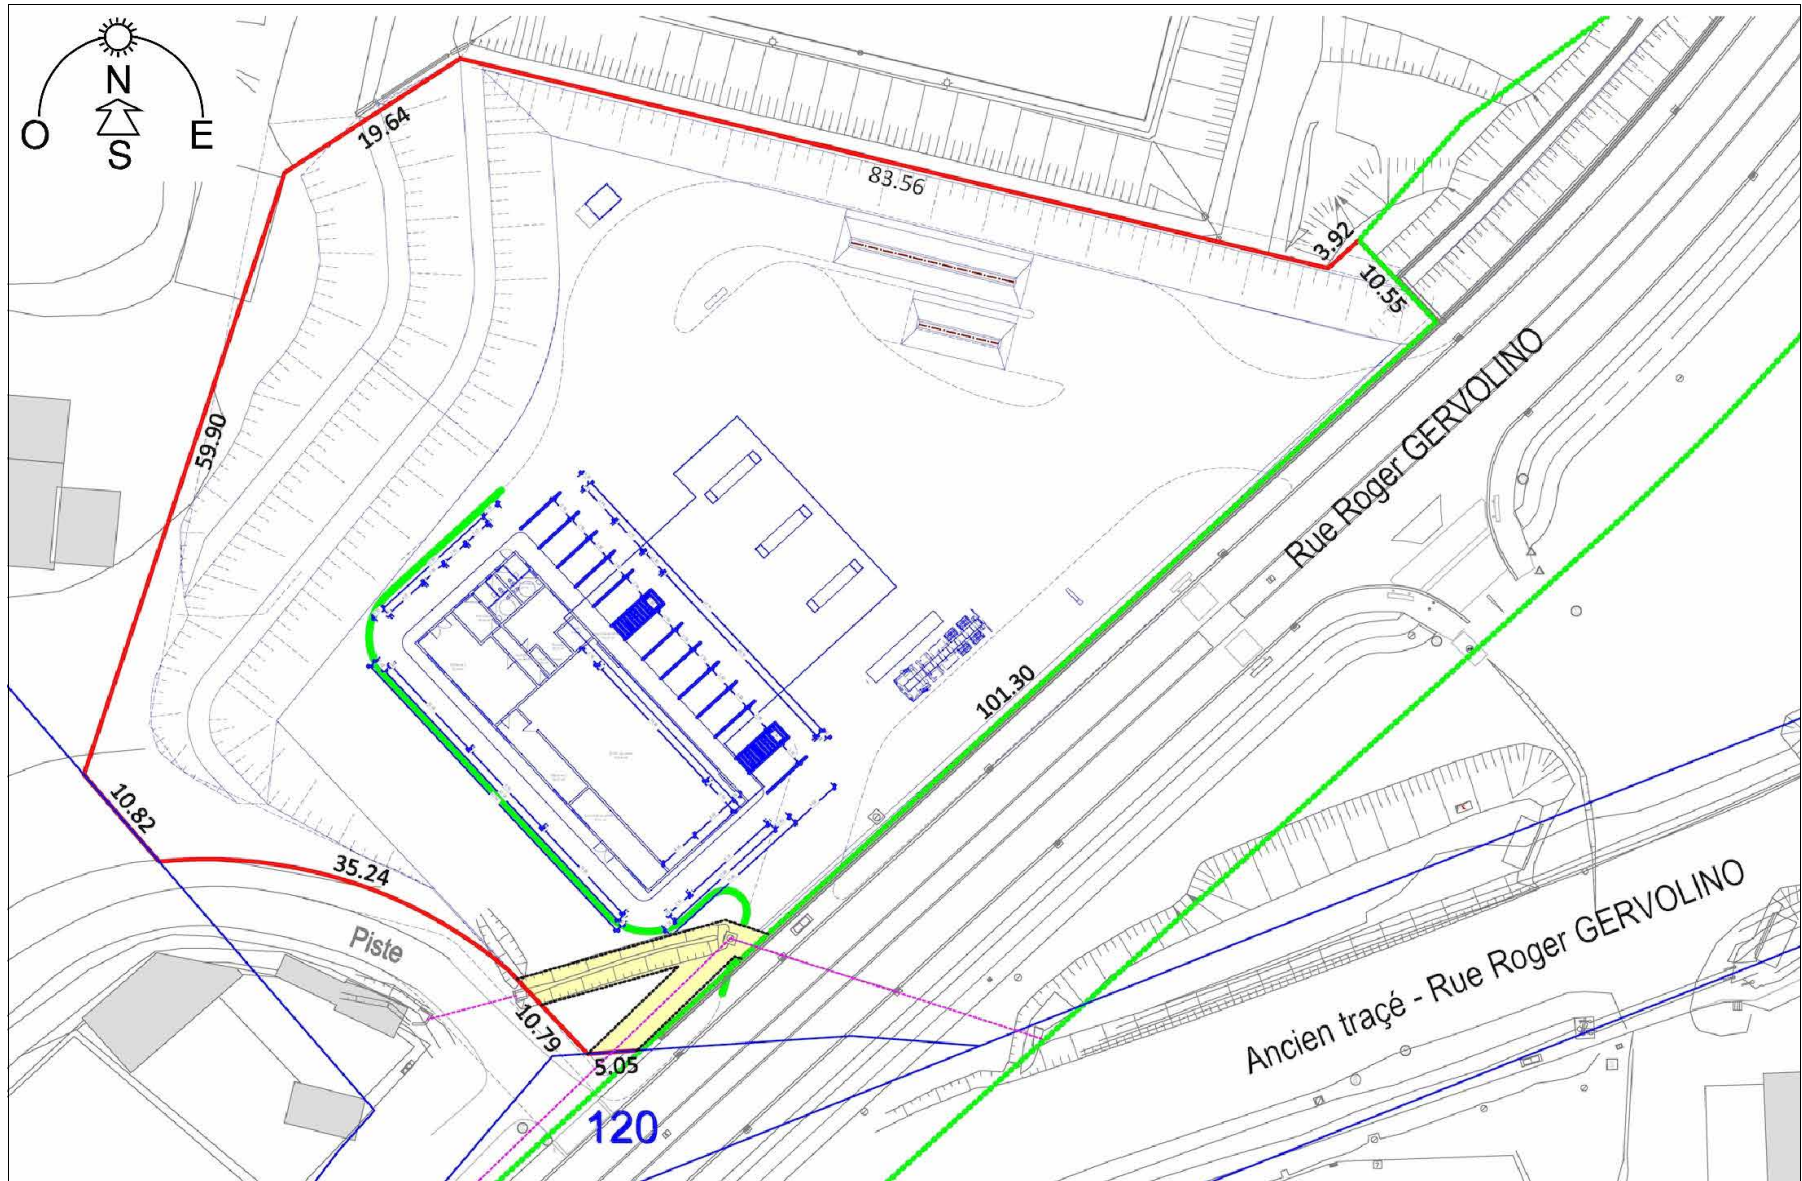 N
O
E
S
19.64
83.56
3.92
10.55
59.90
Rue Roger GERVOLINO
101.30
10.82
35.24
Piste
10.79
5.05
120
Ancien traçé - Rue Roger GERVOLINO